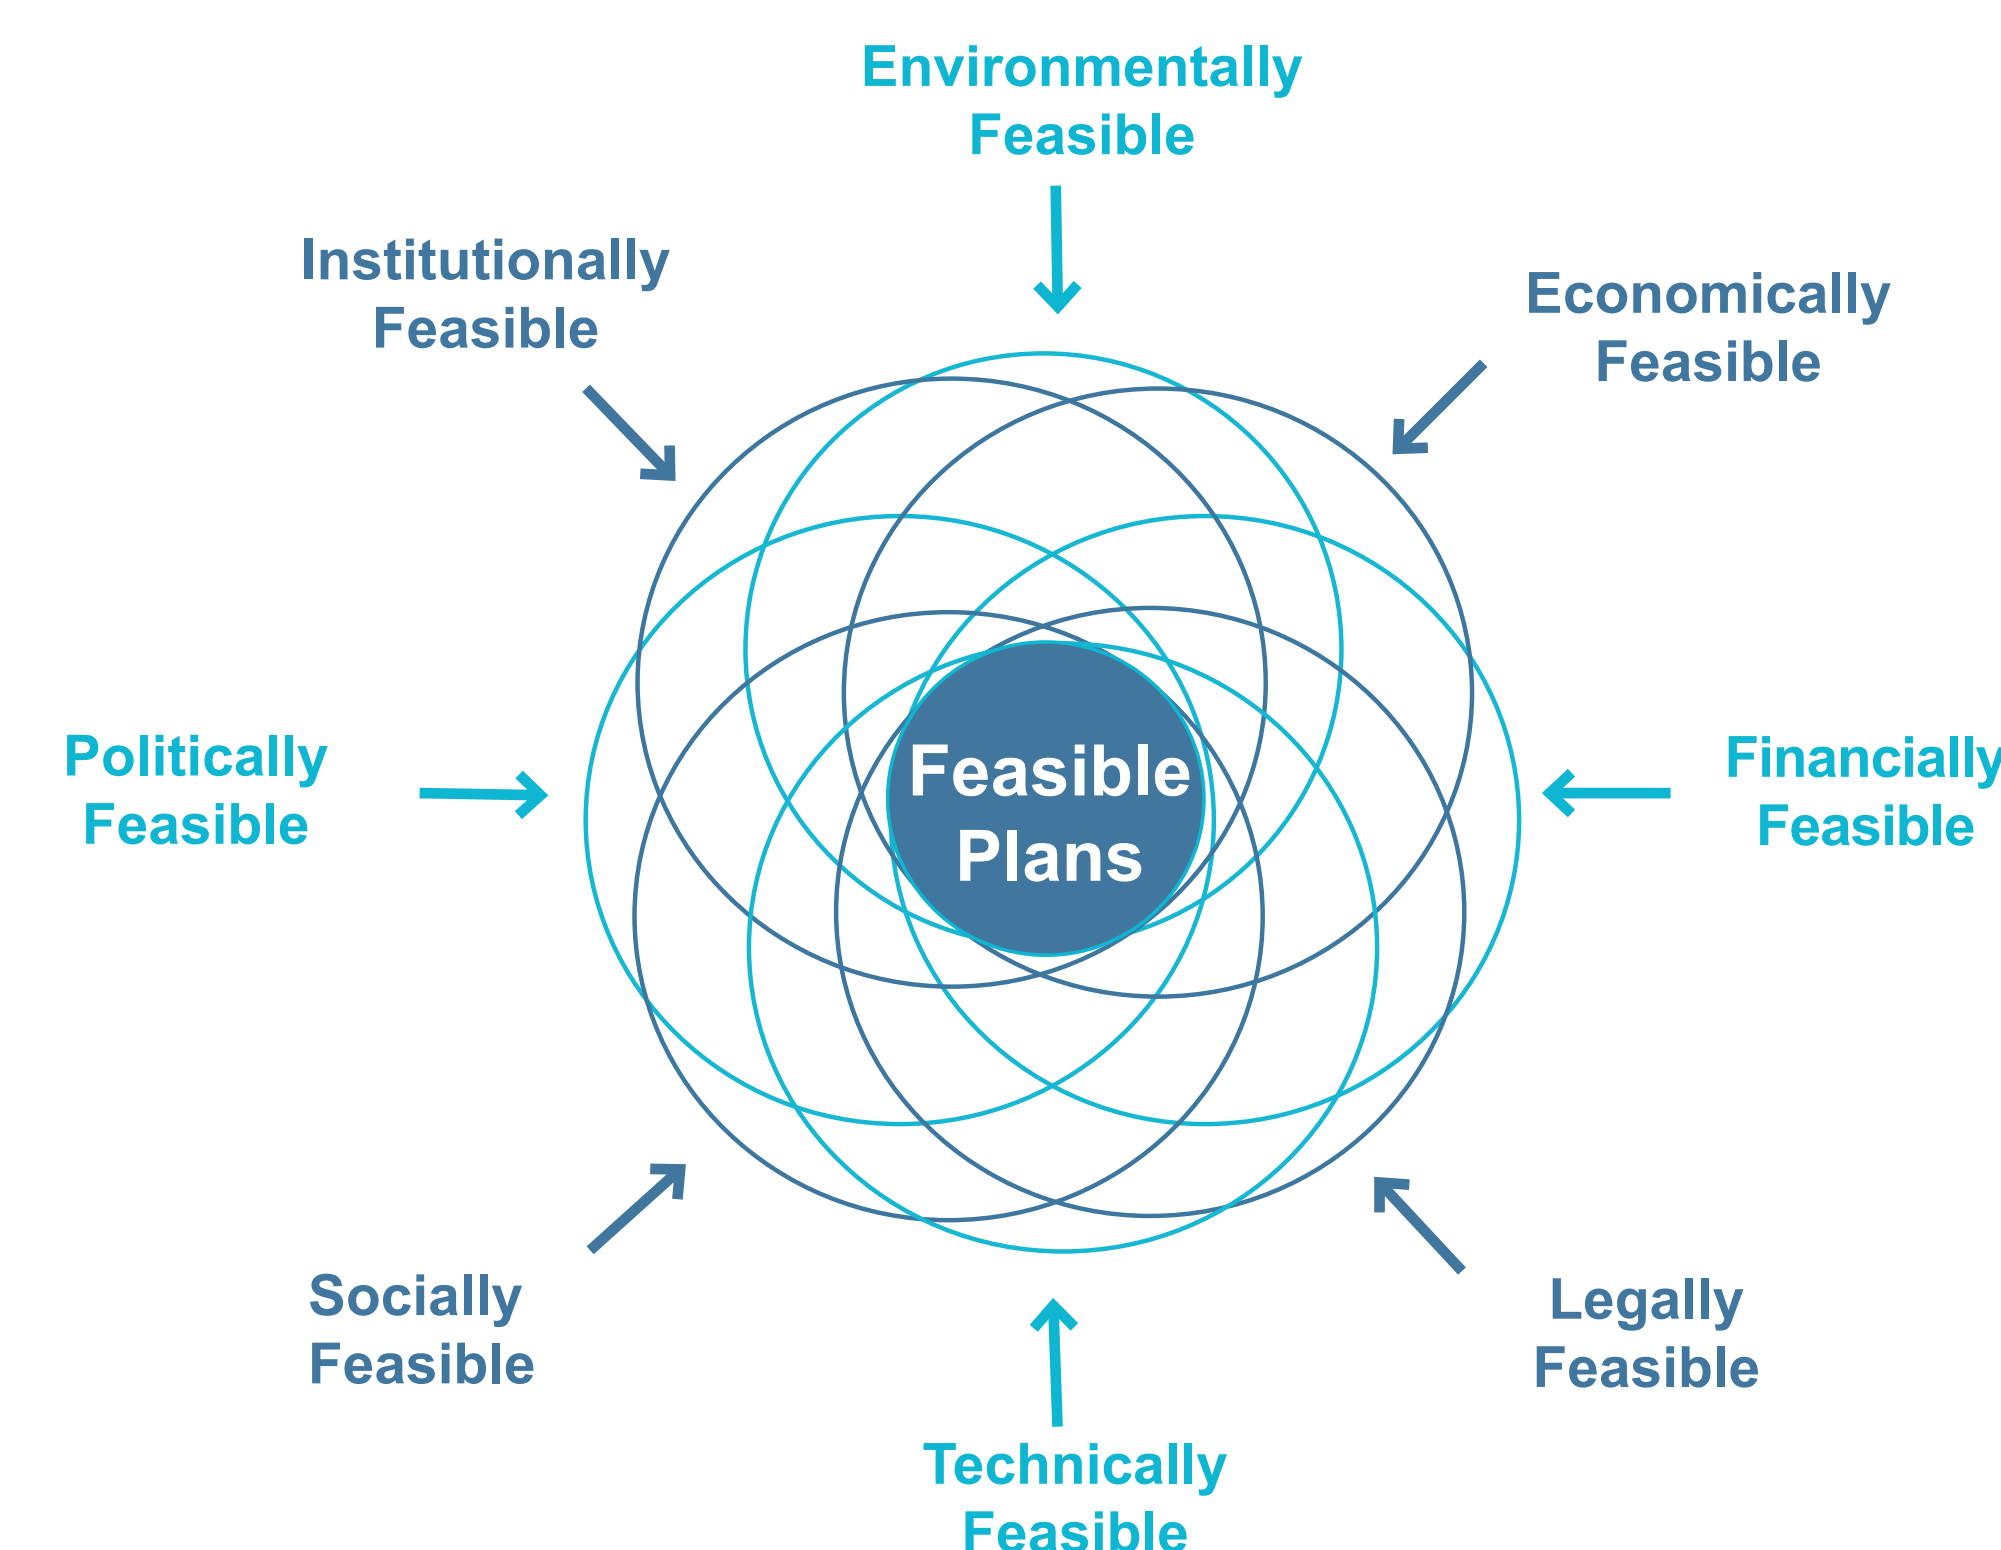 Environmentally
Feasible
Institutionally
Feasible
Economically
Feasible
Politically
Feasible
Feasible
Plans
Financially
Feasible
Socially
Feasible
Legally
Feasible
Technically
Feasible